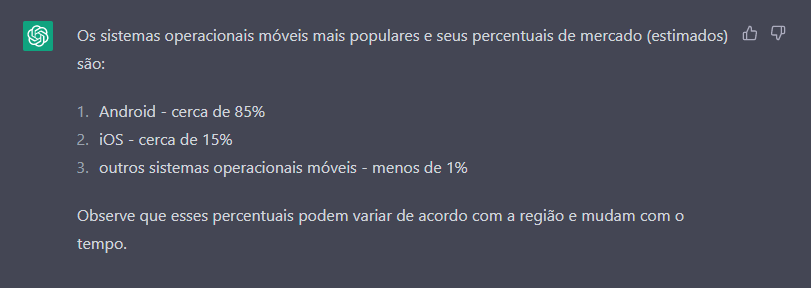 Os sistemas operacionais móveis mais populares e seus percentuais de mercado (estimados)
são:
1. Android - cerca de 85%
2. iOS - cerca de 15%
3. outros sistemas operacionais móveis - menos de 1%
Observe que esses percentuais podem variar de acordo com a região e mudam com o
tempo.